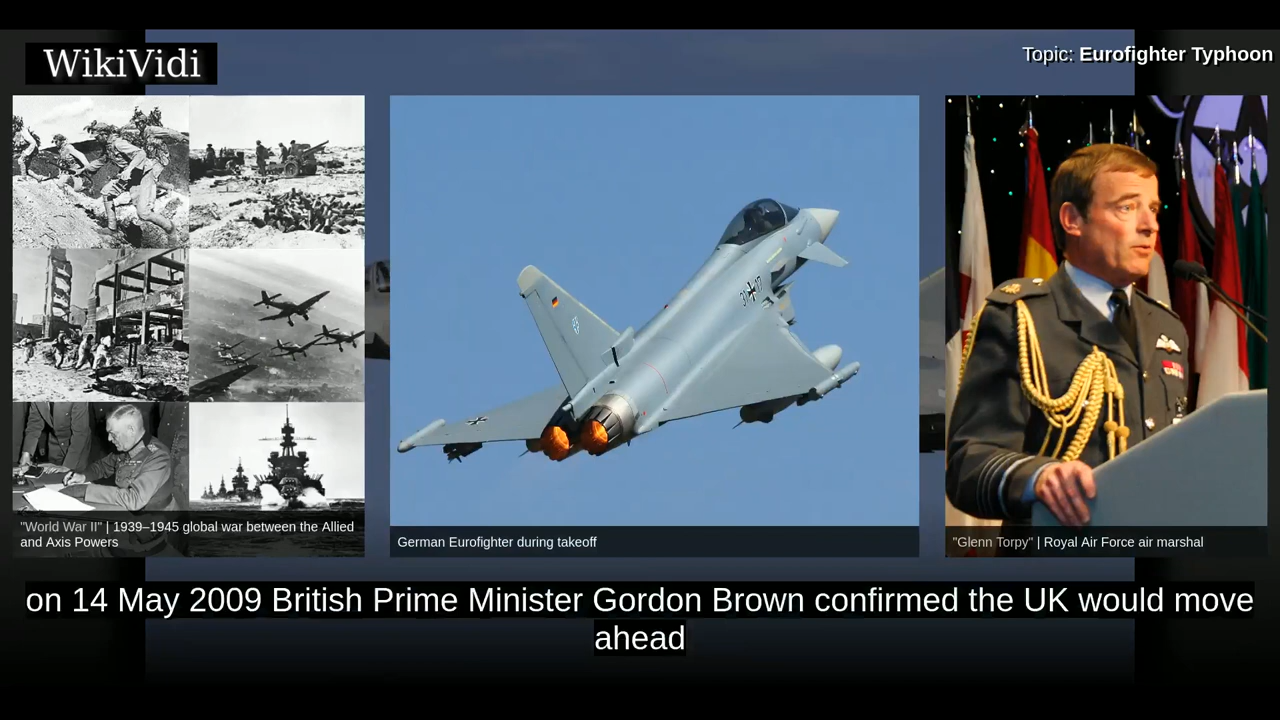 WikiVidi
Topic: Eurofighter Typhoon
"World War II" | 1939–1945 global war between the Allied
and Axis Powers
German Eurofighter during takeoff
"Glenn Torpy" | Royal Air Force air marshal
on 14 May 2009 British Prime Minister Gordon Brown confirmed the UK would move
ahead